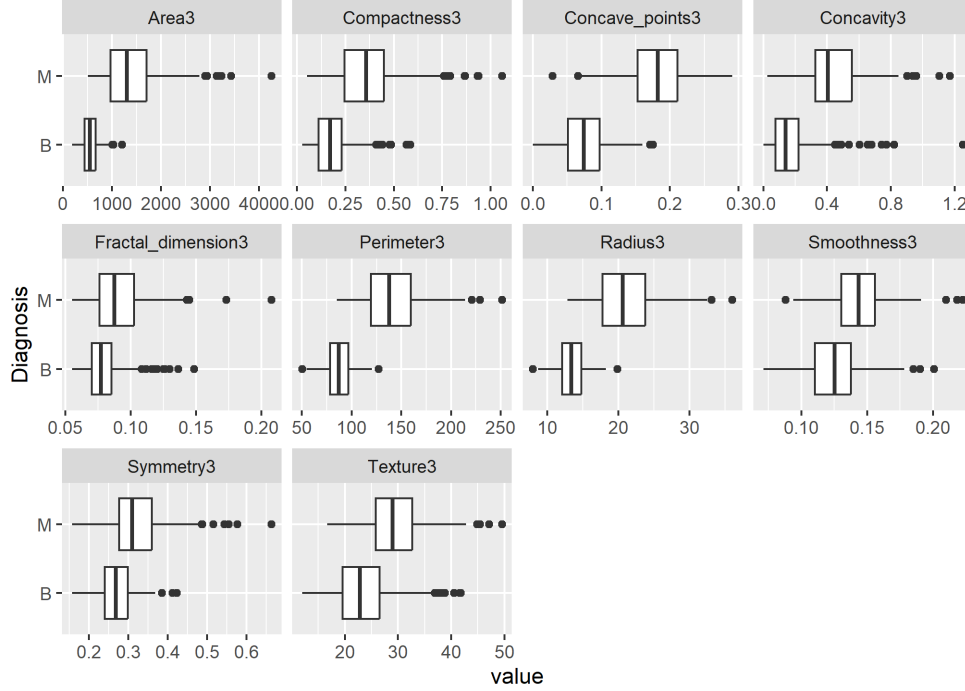 Area3 Compactness3 Concave_points3 Concavity3
M
B
0 1000 2000 3000 4000 0.00 0.25 0.50 0.75 1.00 0.0 0.1 0.2 0.3 0.0 0.4 0.8 1.2
Fractal_dimension3 Perimeter3 Radius3 Smoothness3
M
B
0.05 0.10 0.15 0.20 50 100 150 200 250 10 20 30 0.10 0.20
Symmetry3 Texture3
M
B
0.2 0.3 0.4 0.5 0.6 20 30 40 50
Diagnosis
value